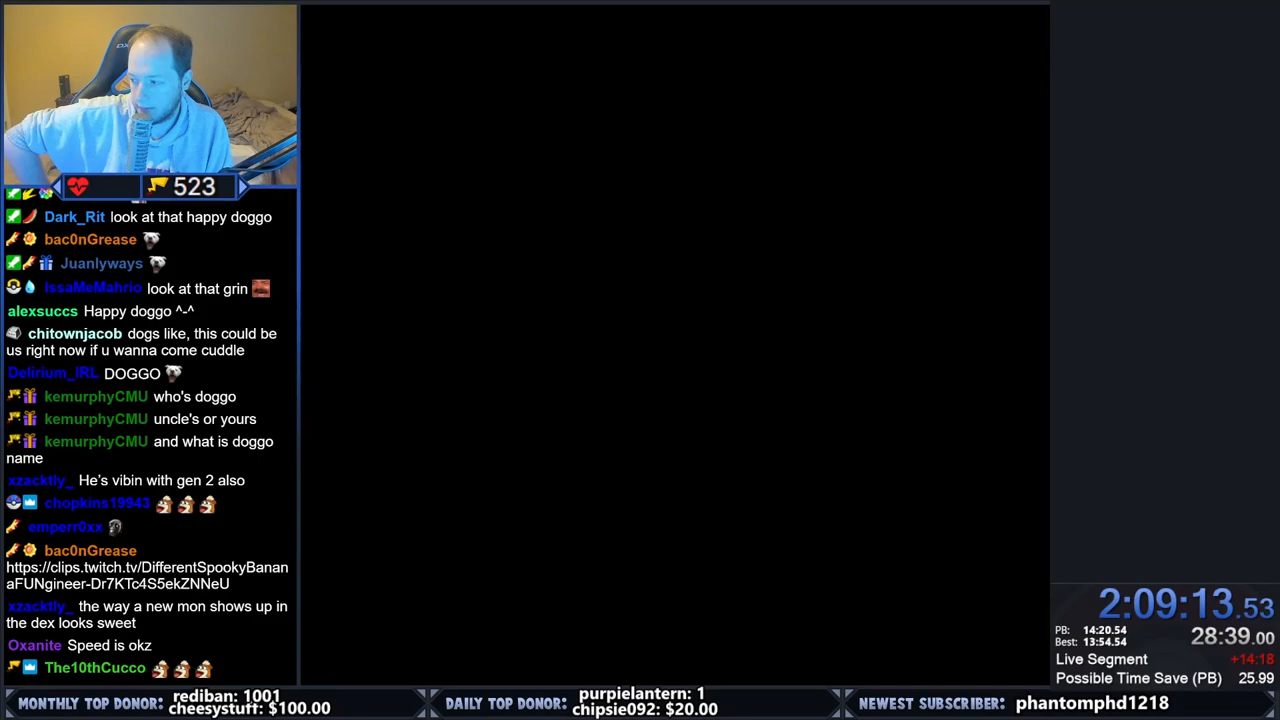 DX
523
Dark_Rit look at that happy doggo
bac0nGrease
Juanlyways
IssaMeMahrio look at that grin
alexsuccs Happy doggo ^-^
chitownjacob dogs like, this could be
us right now if u wanna come cuddle
Delirium_IRL DOGGO
kemurphyCMU who's doggo
kemurphyCMU uncle's or yours
kemurphyCMU and what is doggo
name
xzacktly_ He's vibin with gen 2 also
chopkins19943
emperr0xx
bac0nGrease
https://clips.twitch.tv/DifferentSpookyBanan
aFUNgineer-Dr7KTc4S5ekZNNeU
xzacktly_ the way a new mon shows up in
the dex looks sweet
Oxanite Speed is okz
The10thCucco
2:09:13.53
PB: 14:20.54
Best: 13:54.54
28:39.00
Live Segment +14:18
Possible Time Save (PB) 25.99
MONTHLY TOP DONOR: rediban: 1001
cheesystuff: $100.00
DAILY TOP DONOR: purpielantern: 1
chipsie092: $20.00
NEWEST SUBSCRIBER: phantomphd1218